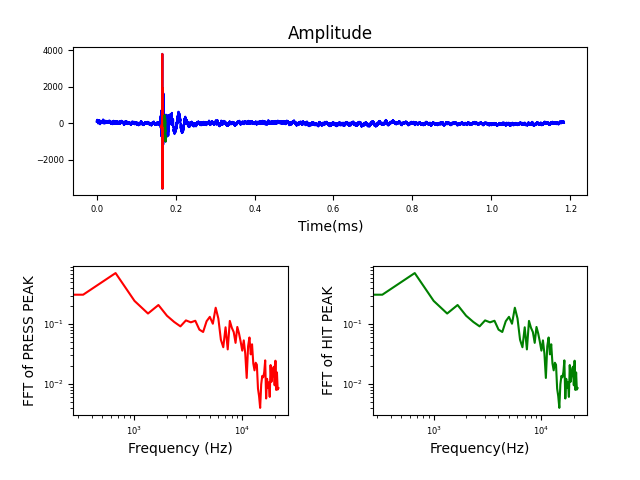 Amplitude
4000
2000
0
−2000
0.0 0.2 0.4 0.6 0.8 1.0 1.2
Time(ms)
FFT of PRESS PEAK
10⁻¹
10⁻²
10³ 10⁴
Frequency (Hz)
FFT of HIT PEAK
10⁻¹
10⁻²
10³ 10⁴
Frequency(Hz)